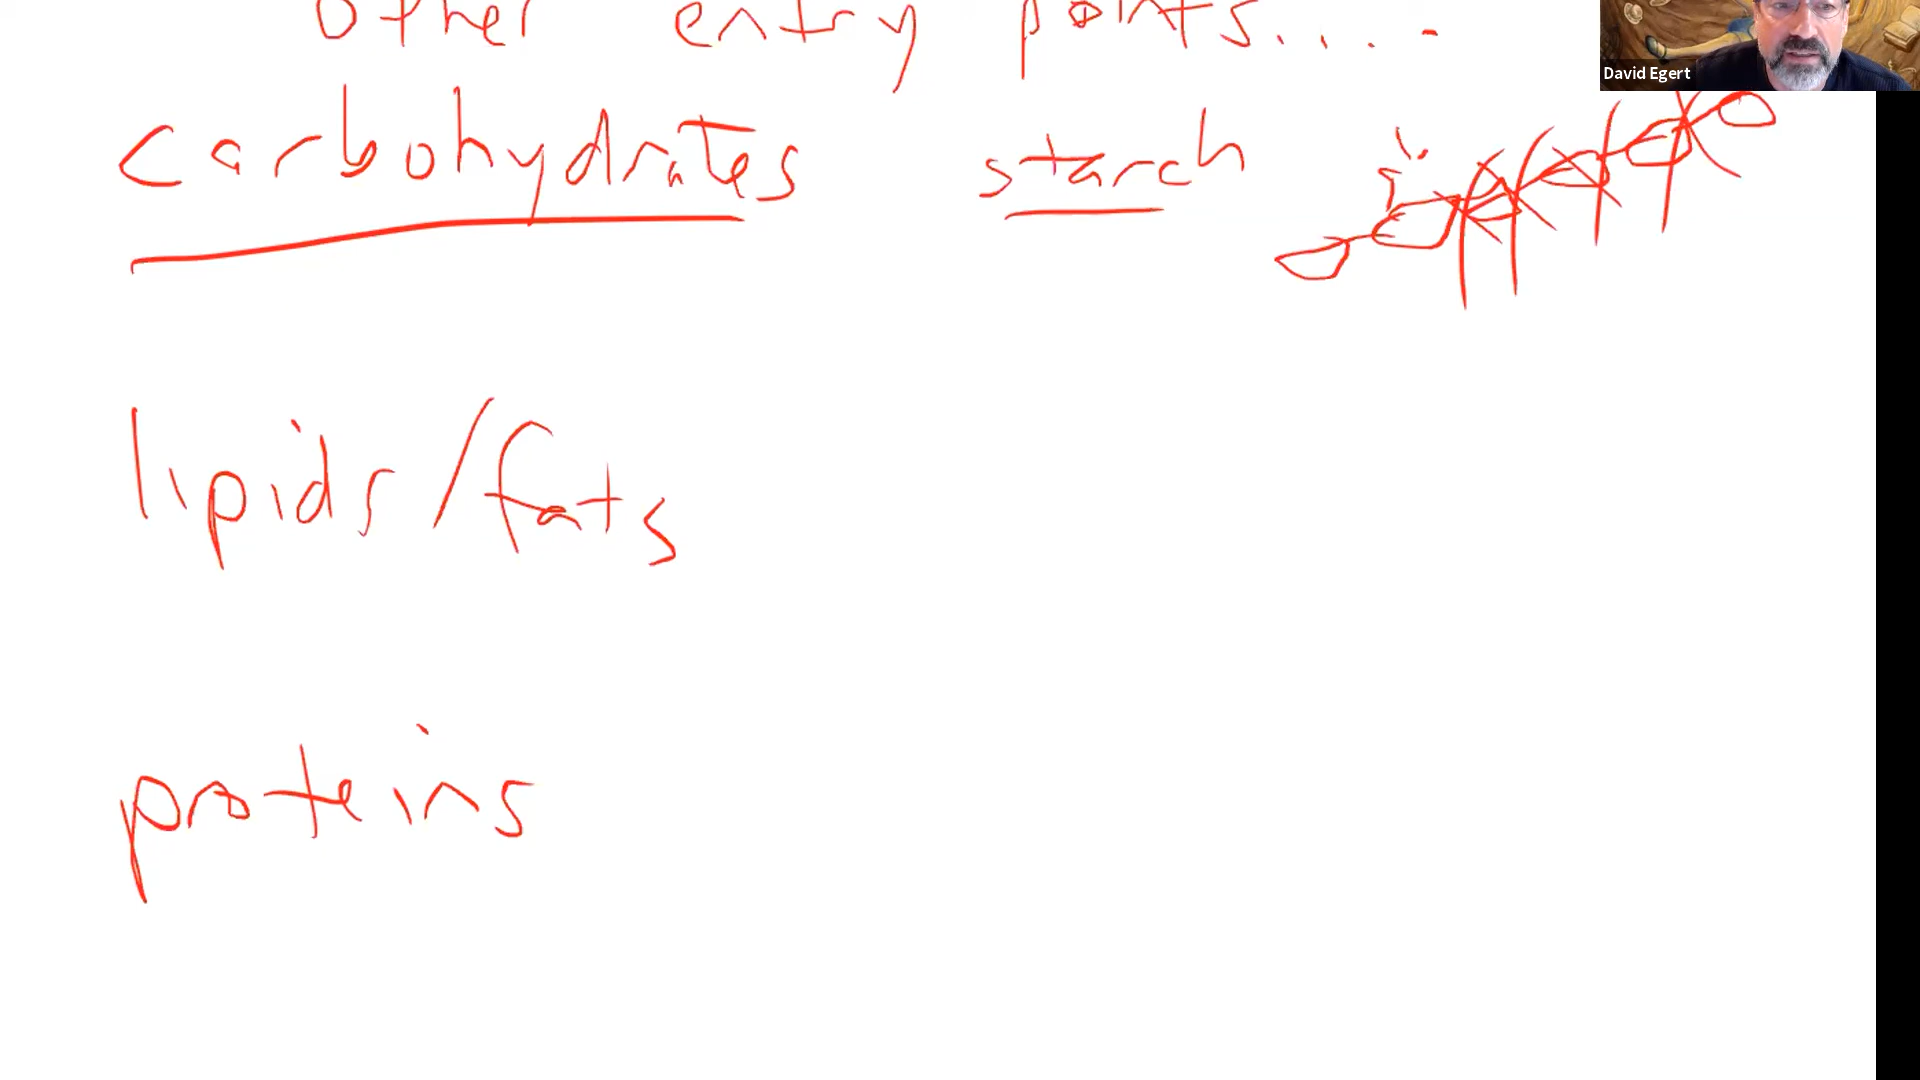 Other entry points.....
David Egert
carbohydrates starch
lipids/fats
proteins